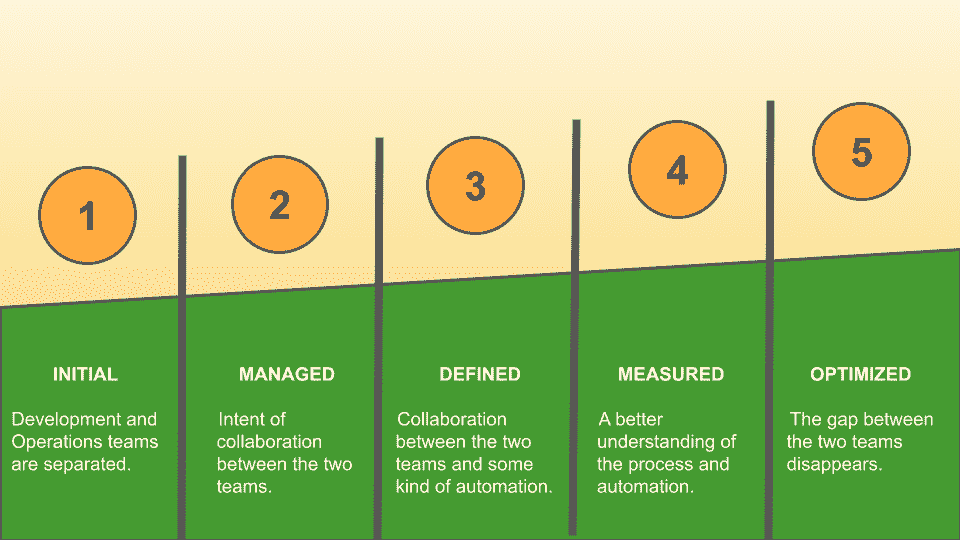 1
2
3
4
5
INITIAL
Development and
Operations teams
are separated.
MANAGED
Intent of
collaboration
between the two
teams.
DEFINED
Collaboration
between the two
teams and some
kind of automation.
MEASURED
A better
understanding of
the process and
automation.
OPTIMIZED
The gap between
the two teams
disappears.